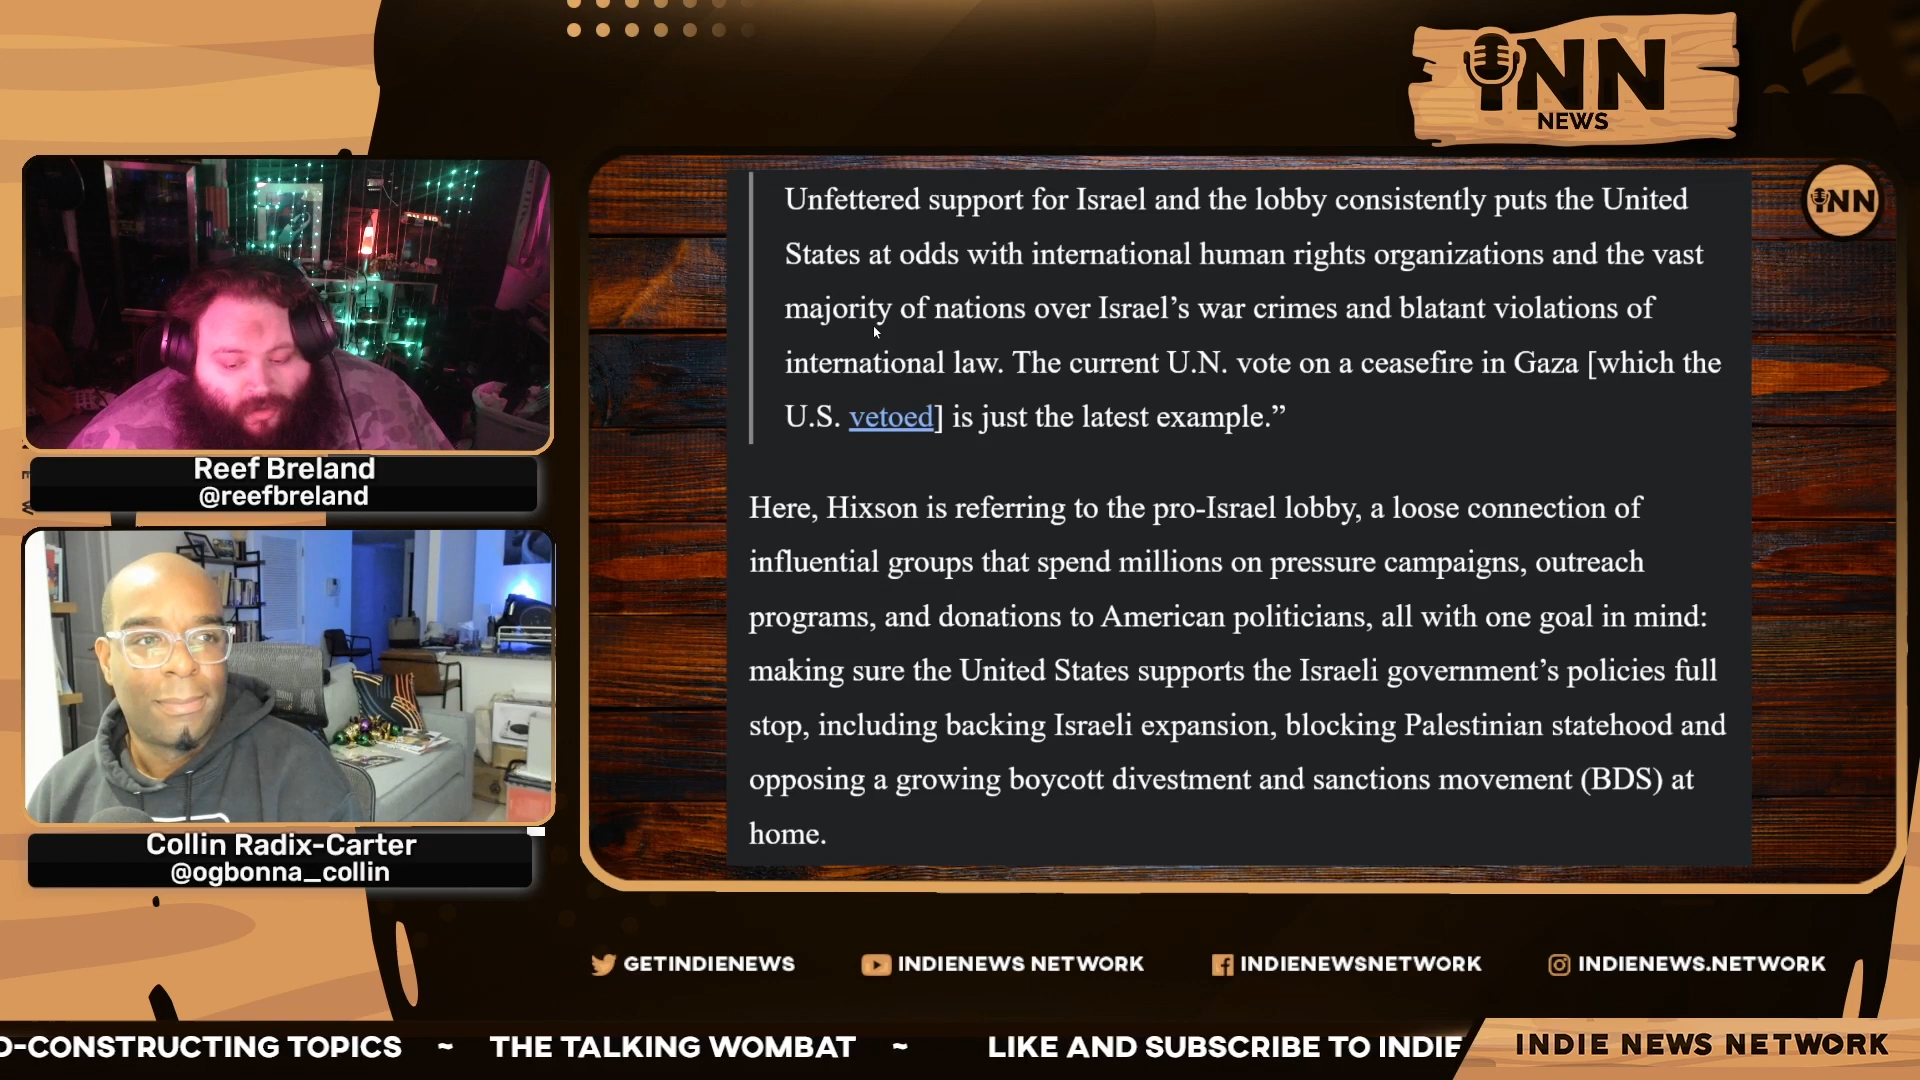 iNN
NEWS
iNN
Unfettered support for Israel and the lobby consistently puts the United
States at odds with international human rights organizations and the vast
majority of nations over Israel’s war crimes and blatant violations of
international law. The current U.N. vote on a ceasefire in Gaza [which the
U.S. vetoed] is just the latest example.”
Here, Hixson is referring to the pro-Israel lobby, a loose connection of
influential groups that spend millions on pressure campaigns, outreach
programs, and donations to American politicians, all with one goal in mind:
making sure the United States supports the Israeli government’s policies full
stop, including backing Israeli expansion, blocking Palestinian statehood and
opposing a growing boycott divestment and sanctions movement (BDS) at
home.
Reef Breland
@reefbreland
Collin Radix-Carter
@ogbonna_collin
GETINDIENEWS
INDIENEWS NETWORK
INDIENEWSNETWORK
INDIENEWS.NETWORK
O-CONSTRUCTING TOPICS ~ THE TALKING WOMBAT ~ LIKE AND SUBSCRIBE TO INDIE
INDIE NEWS NETWORK